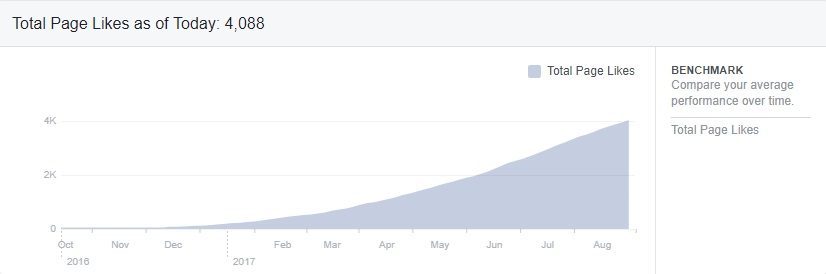 Total Page Likes as of Today: 4,088
Total Page Likes
BENCHMARK
Compare your average
performance over time.
Total Page Likes
4K
2K
0
Oct Nov Dec Feb Mar Apr May Jun Jul Aug
2016 2017